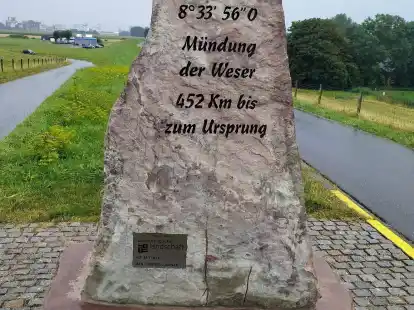 8° 33' 56" O
Mündung
der Weser
452 Km bis
zum Ursprung